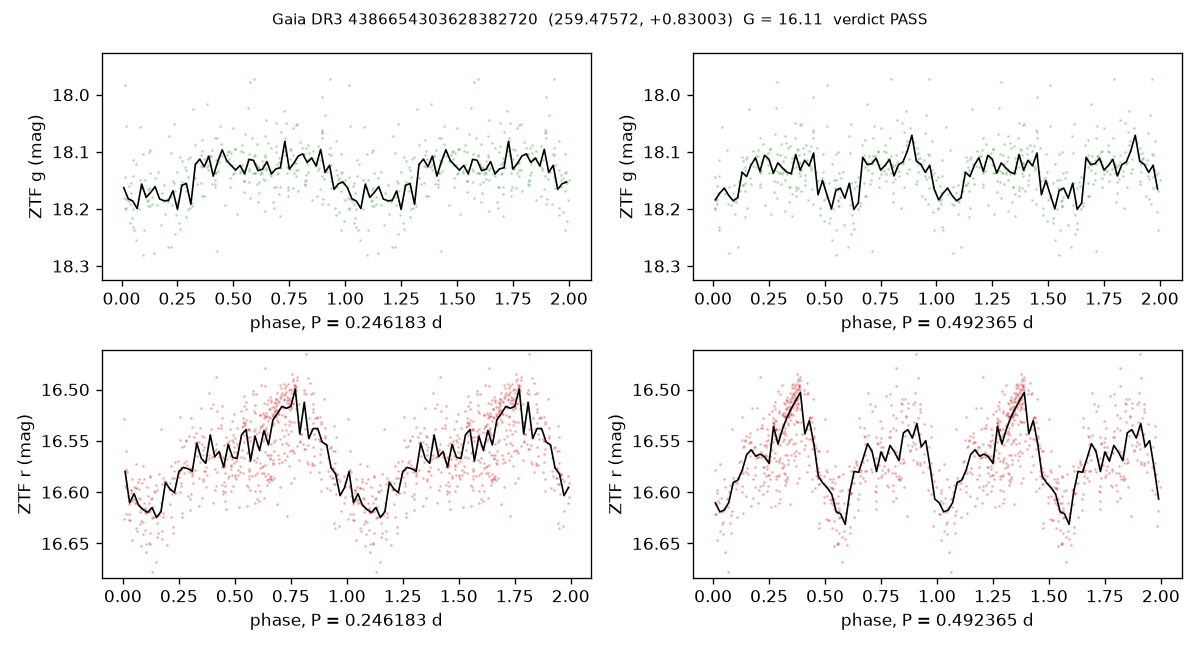 Gaia DR3 4386654303628382720 (259.47572, +0.83003) G = 16.11 verdict PASS
ZTF g (mag)
18.0
18.1
18.2
18.3
0.00 0.25 0.50 0.75 1.00 1.25 1.50 1.75 2.00
phase, P = 0.246183 d
ZTF g (mag)
18.0
18.1
18.2
18.3
0.00 0.25 0.50 0.75 1.00 1.25 1.50 1.75 2.00
phase, P = 0.492365 d
ZTF r (mag)
16.50
16.55
16.60
16.65
0.00 0.25 0.50 0.75 1.00 1.25 1.50 1.75 2.00
phase, P = 0.246183 d
ZTF r (mag)
16.50
16.55
16.60
16.65
0.00 0.25 0.50 0.75 1.00 1.25 1.50 1.75 2.00
phase, P = 0.492365 d